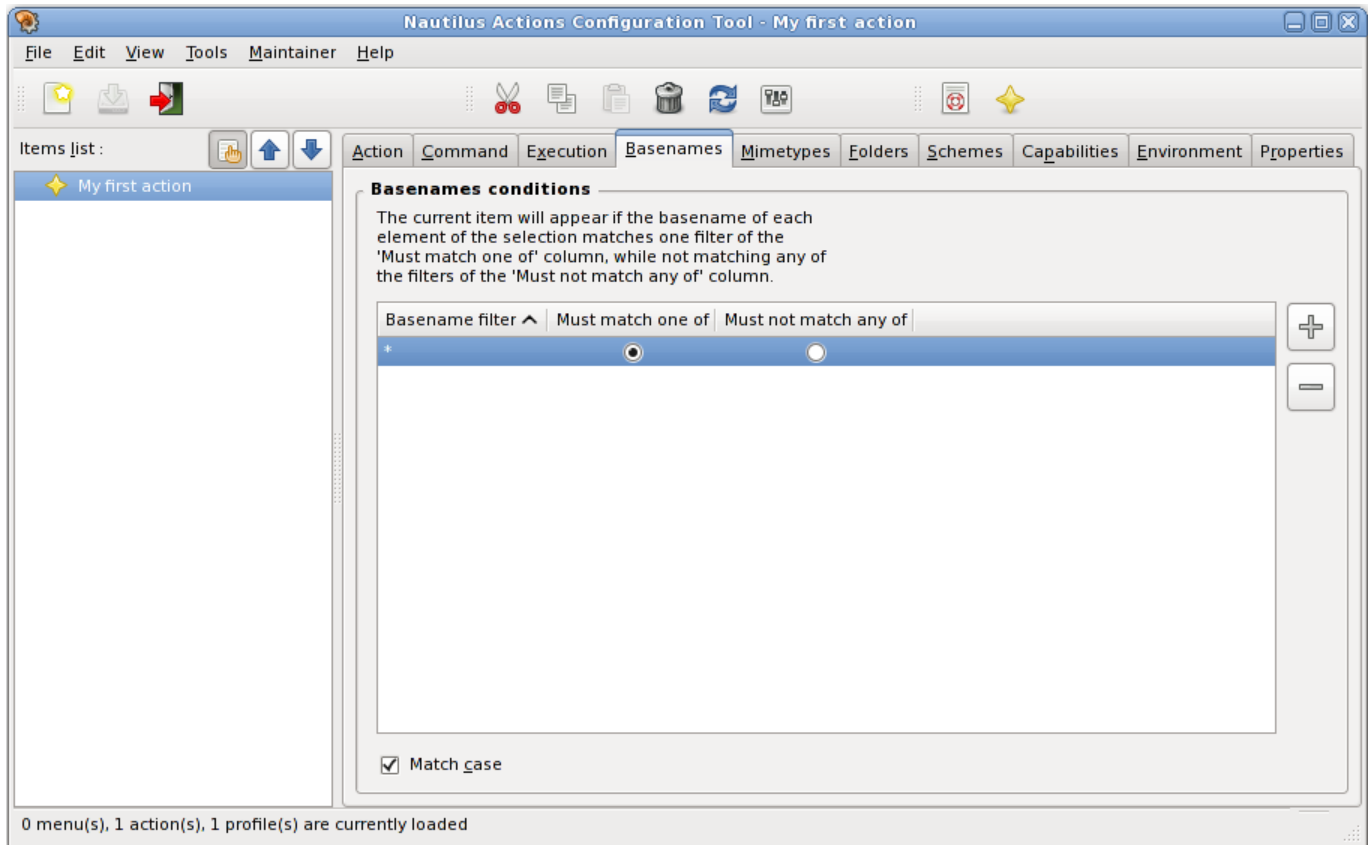 Nautilus Actions Configuration Tool - My first action
File Edit View Tools Maintainer Help
Items list :
Action Command Execution Basenames Mimetypes Folders Schemes Capabilities Environment Properties
My first action
Basenames conditions
The current item will appear if the basename of each
element of the selection matches one filter of the
'Must match one of' column, while not matching any of
the filters of the 'Must not match any of' column.
Basename filter Must match one of Must not match any of
*
Match case
0 menu(s), 1 action(s), 1 profile(s) are currently loaded